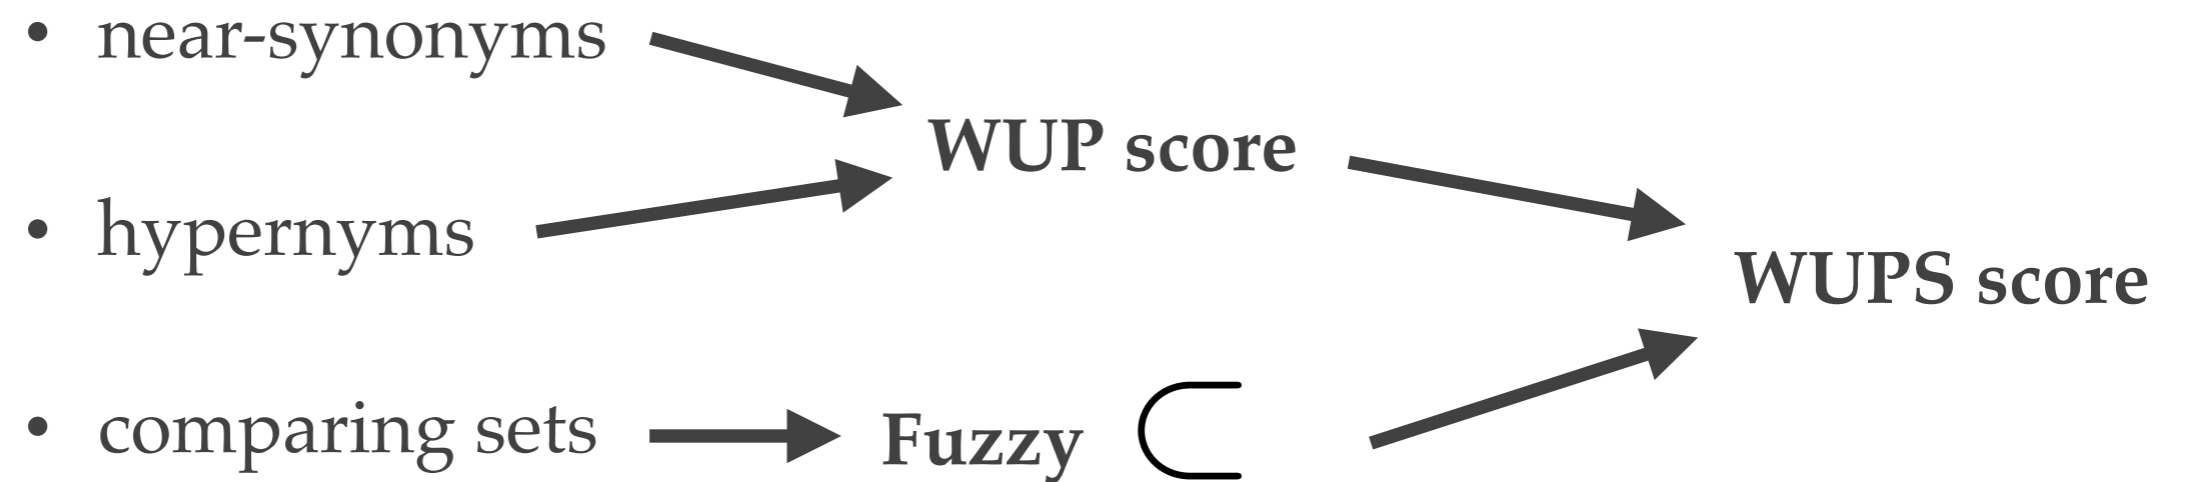 • near-synonyms
WUP score
• hypernyms
WUPS score
• comparing sets
Fuzzy ⊂